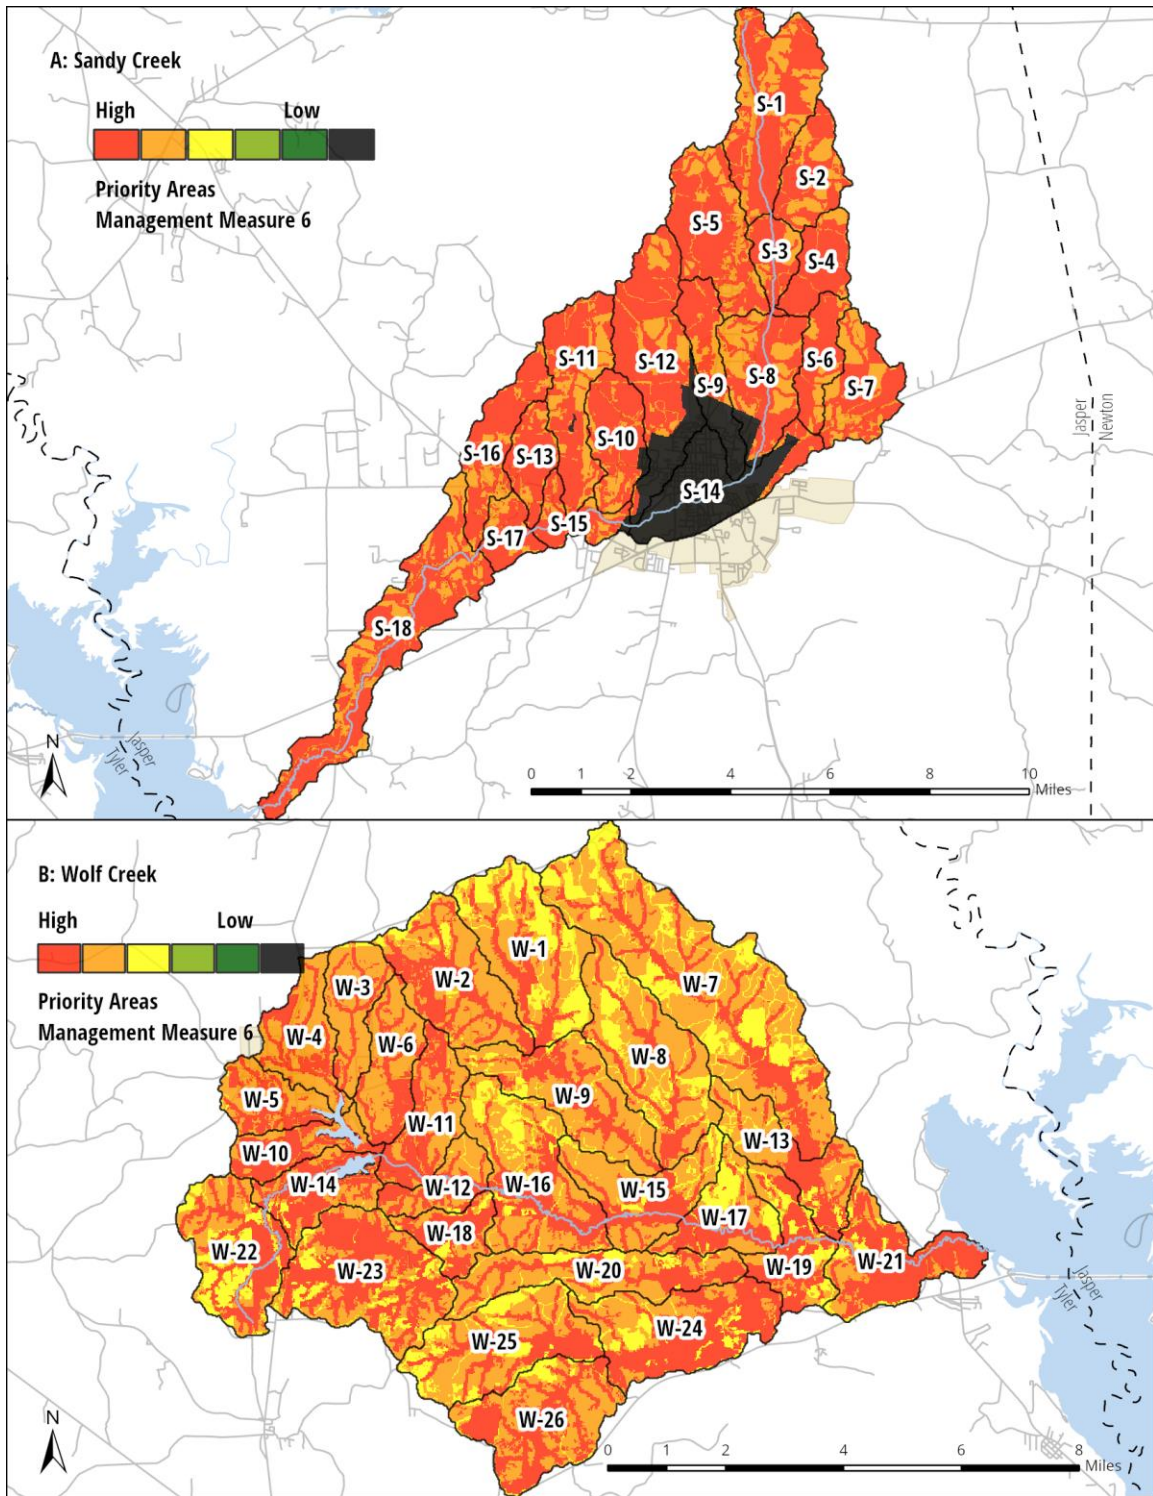 A: Sandy Creek
High Low
Priority Areas
Management Measure 6
S-1
S-2
S-5
S-3
S-4
S-6
S-11
S-12
S-9
S-8
S-7
S-10
S-16
S-13
S-14
S-15
S-17
S-18
Jasper
Newton
Jasper
Tyler
N
0 1 2 4 6 8 10
Miles
B: Wolf Creek
High Low
Priority Areas
Management Measure 6
W-1
W-2
W-3
W-7
W-4
W-6
W-8
W-5
W-9
W-11
W-13
W-10
W-14
W-12
W-16
W-15
W-17
W-18
W-22
W-23
W-20
W-19
W-21
W-24
W-25
W-26
Jasper
Tyler
N
0 1 2 4 6 8
Miles